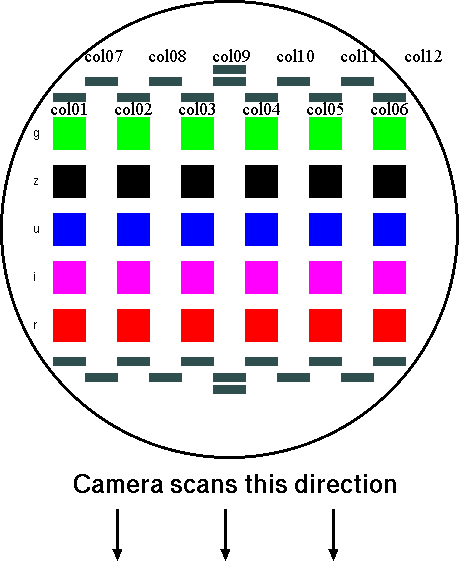 col07 col08 col09 col10 col11 col12
col01 col02 col03 col04 col05 col06
g
z
u
i
r
Camera scans this direction